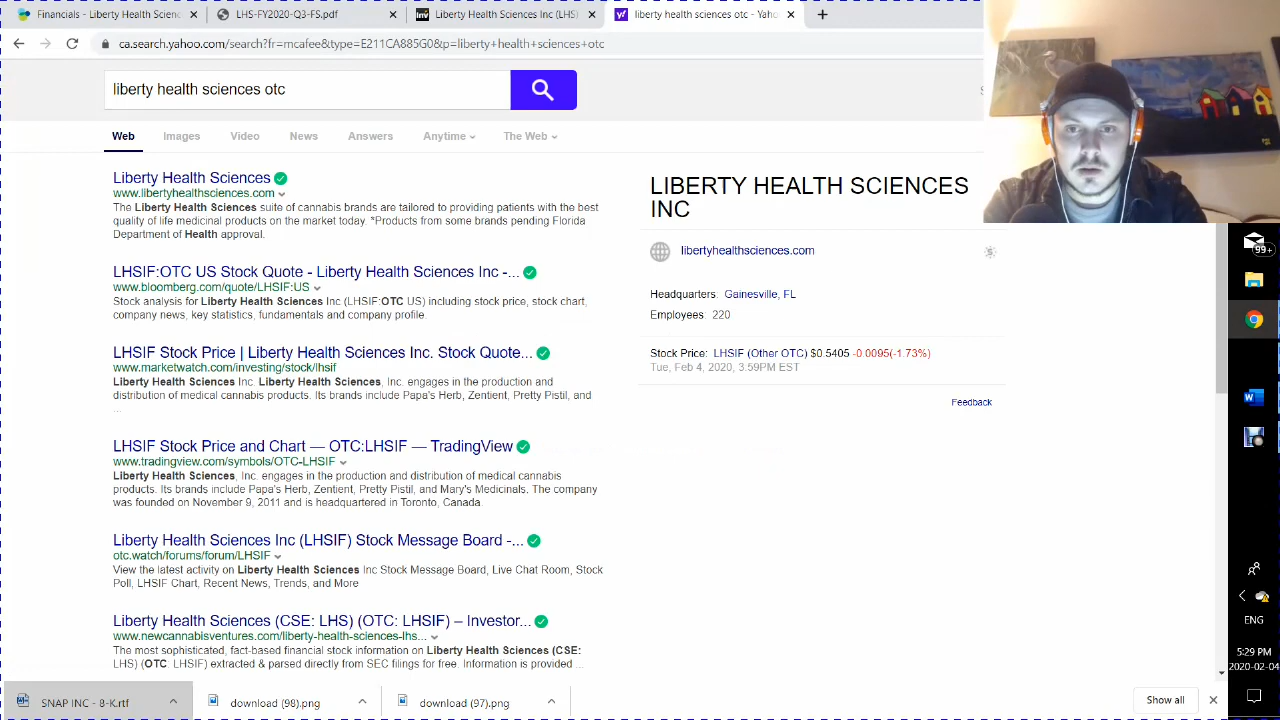 Financials - Liberty Health Scienc
LHS-FY2020-Q3-FS.pdf
Liberty Health Sciences Inc (LHS)
liberty health sciences otc - Yaho
ca.search.yahoo.com/search?fr=mcafee&type=E211CA885G0&p=liberty+health+sciences+otc
liberty health sciences otc
Web Images Video News Answers Anytime The Web
Liberty Health Sciences
www.libertyhealthsciences.com
The Liberty Health Sciences suite of cannabis brands are tailored to providing patients with the best
quality of life medicinal products on the market today. *Products from some brands pending Florida
Department of Health approval.
LHSIF:OTC US Stock Quote - Liberty Health Sciences Inc -...
www.bloomberg.com/quote/LHSIF:US
Stock analysis for Liberty Health Sciences Inc (LHSIF:OTC US) including stock price, stock chart,
company news, key statistics, fundamentals and company profile.
LHSIF Stock Price | Liberty Health Sciences Inc. Stock Quote...
www.marketwatch.com/investing/stock/lhsif
Liberty Health Sciences Inc. Liberty Health Sciences, Inc. engages in the production and
distribution of medical cannabis products. Its brands include Papa's Herb, Zentient, Pretty Pistil, and
...
LHSIF Stock Price and Chart — OTC:LHSIF — TradingView
www.tradingview.com/symbols/OTC-LHSIF
Liberty Health Sciences, Inc. engages in the production and distribution of medical cannabis
products. Its brands include Papa's Herb, Zentient, Pretty Pistil, and Mary's Medicinals. The company
was founded on November 9, 2011 and is headquartered in Toronto, Canada.
Liberty Health Sciences Inc (LHSIF) Stock Message Board -...
otc.watch/forums/forum/LHSIF
View the latest activity on Liberty Health Sciences Inc Stock Message Board, Live Chat Room, Stock
Poll, LHSIF Chart, Recent News, Trends, and More
Liberty Health Sciences (CSE: LHS) (OTC: LHSIF) – Investor...
www.newcannabisventures.com/liberty-health-sciences-lhs...
The most sophisticated, fact-based financial stock information on Liberty Health Sciences (CSE:
LHS) (OTC: LHSIF) extracted & parsed directly from SEC filings for free. Information is provided ...
LIBERTY HEALTH SCIENCES
INC
libertyhealthsciences.com
Headquarters: Gainesville, FL
Employees: 220
Stock Price: LHSIF (Other OTC) $0.5405 -0.0095(-1.73%)
Tue, Feb 4, 2020, 3:59PM EST
Feedback
99+
ENG
5:29 PM
2020-02-04
SNAP INC - 8-K.rtf
download (98).png
download (97).png
Show all